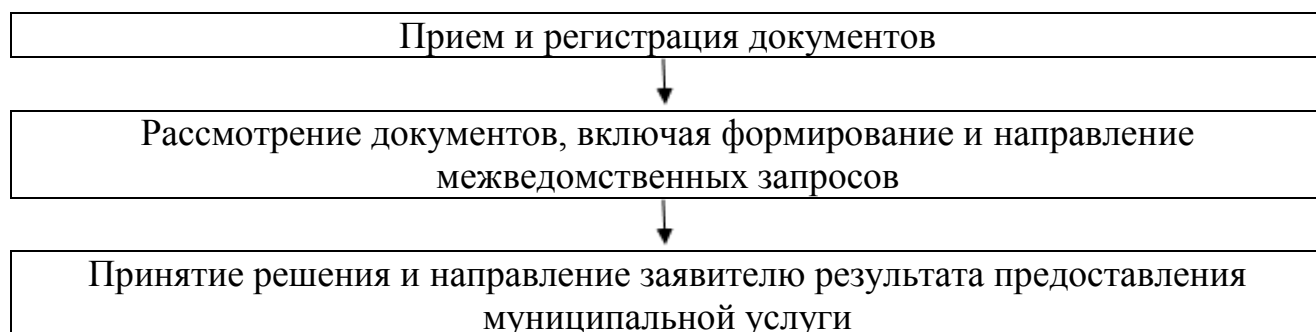 Прием и регистрация документов
Рассмотрение документов, включая формирование и направление
межведомственных запросов
Принятие решения и направление заявителю результата предоставления
муниципальной услуги